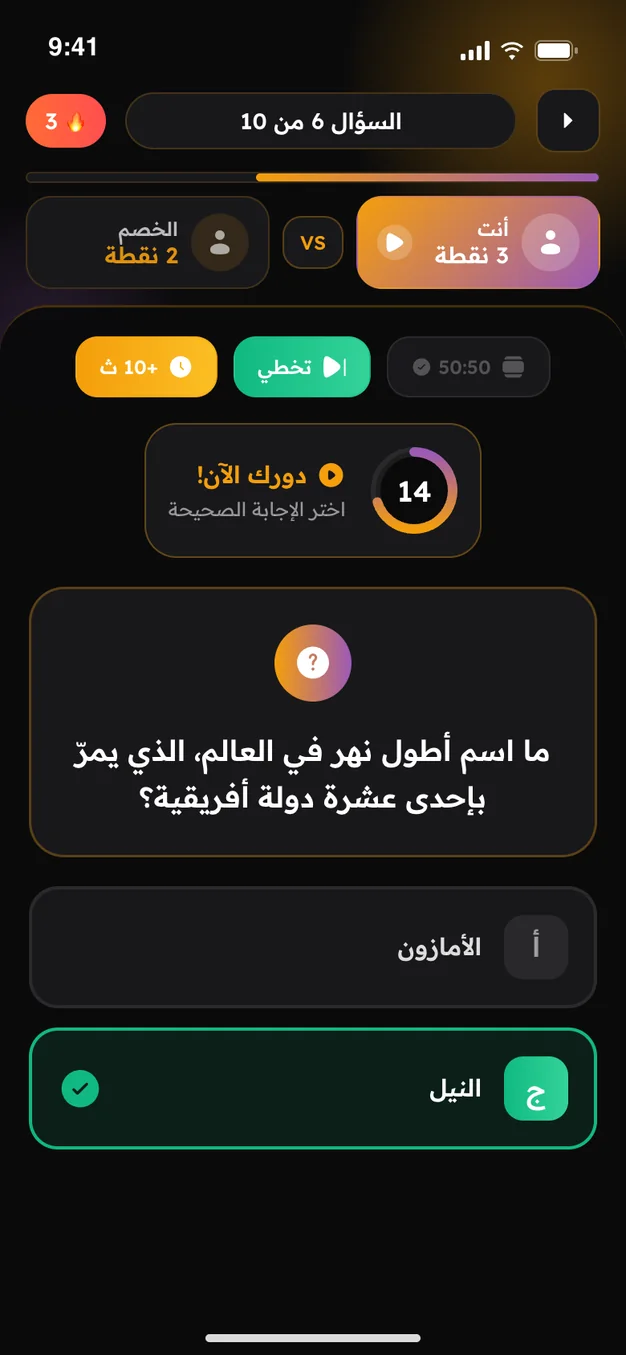 9:41
السؤال 6 من 10
3 🔥
أنت
3 نقطة
VS
الخصم
2 نقطة
50:50
تخطي
+10 ث
14
دورك الآن!
اختر الإجابة الصحيحة
?
ما اسم أطول نهر في العالم، الذي يمرّ
بإحدى عشرة دولة أفريقية؟
أ
الأمازون
ج
النيل